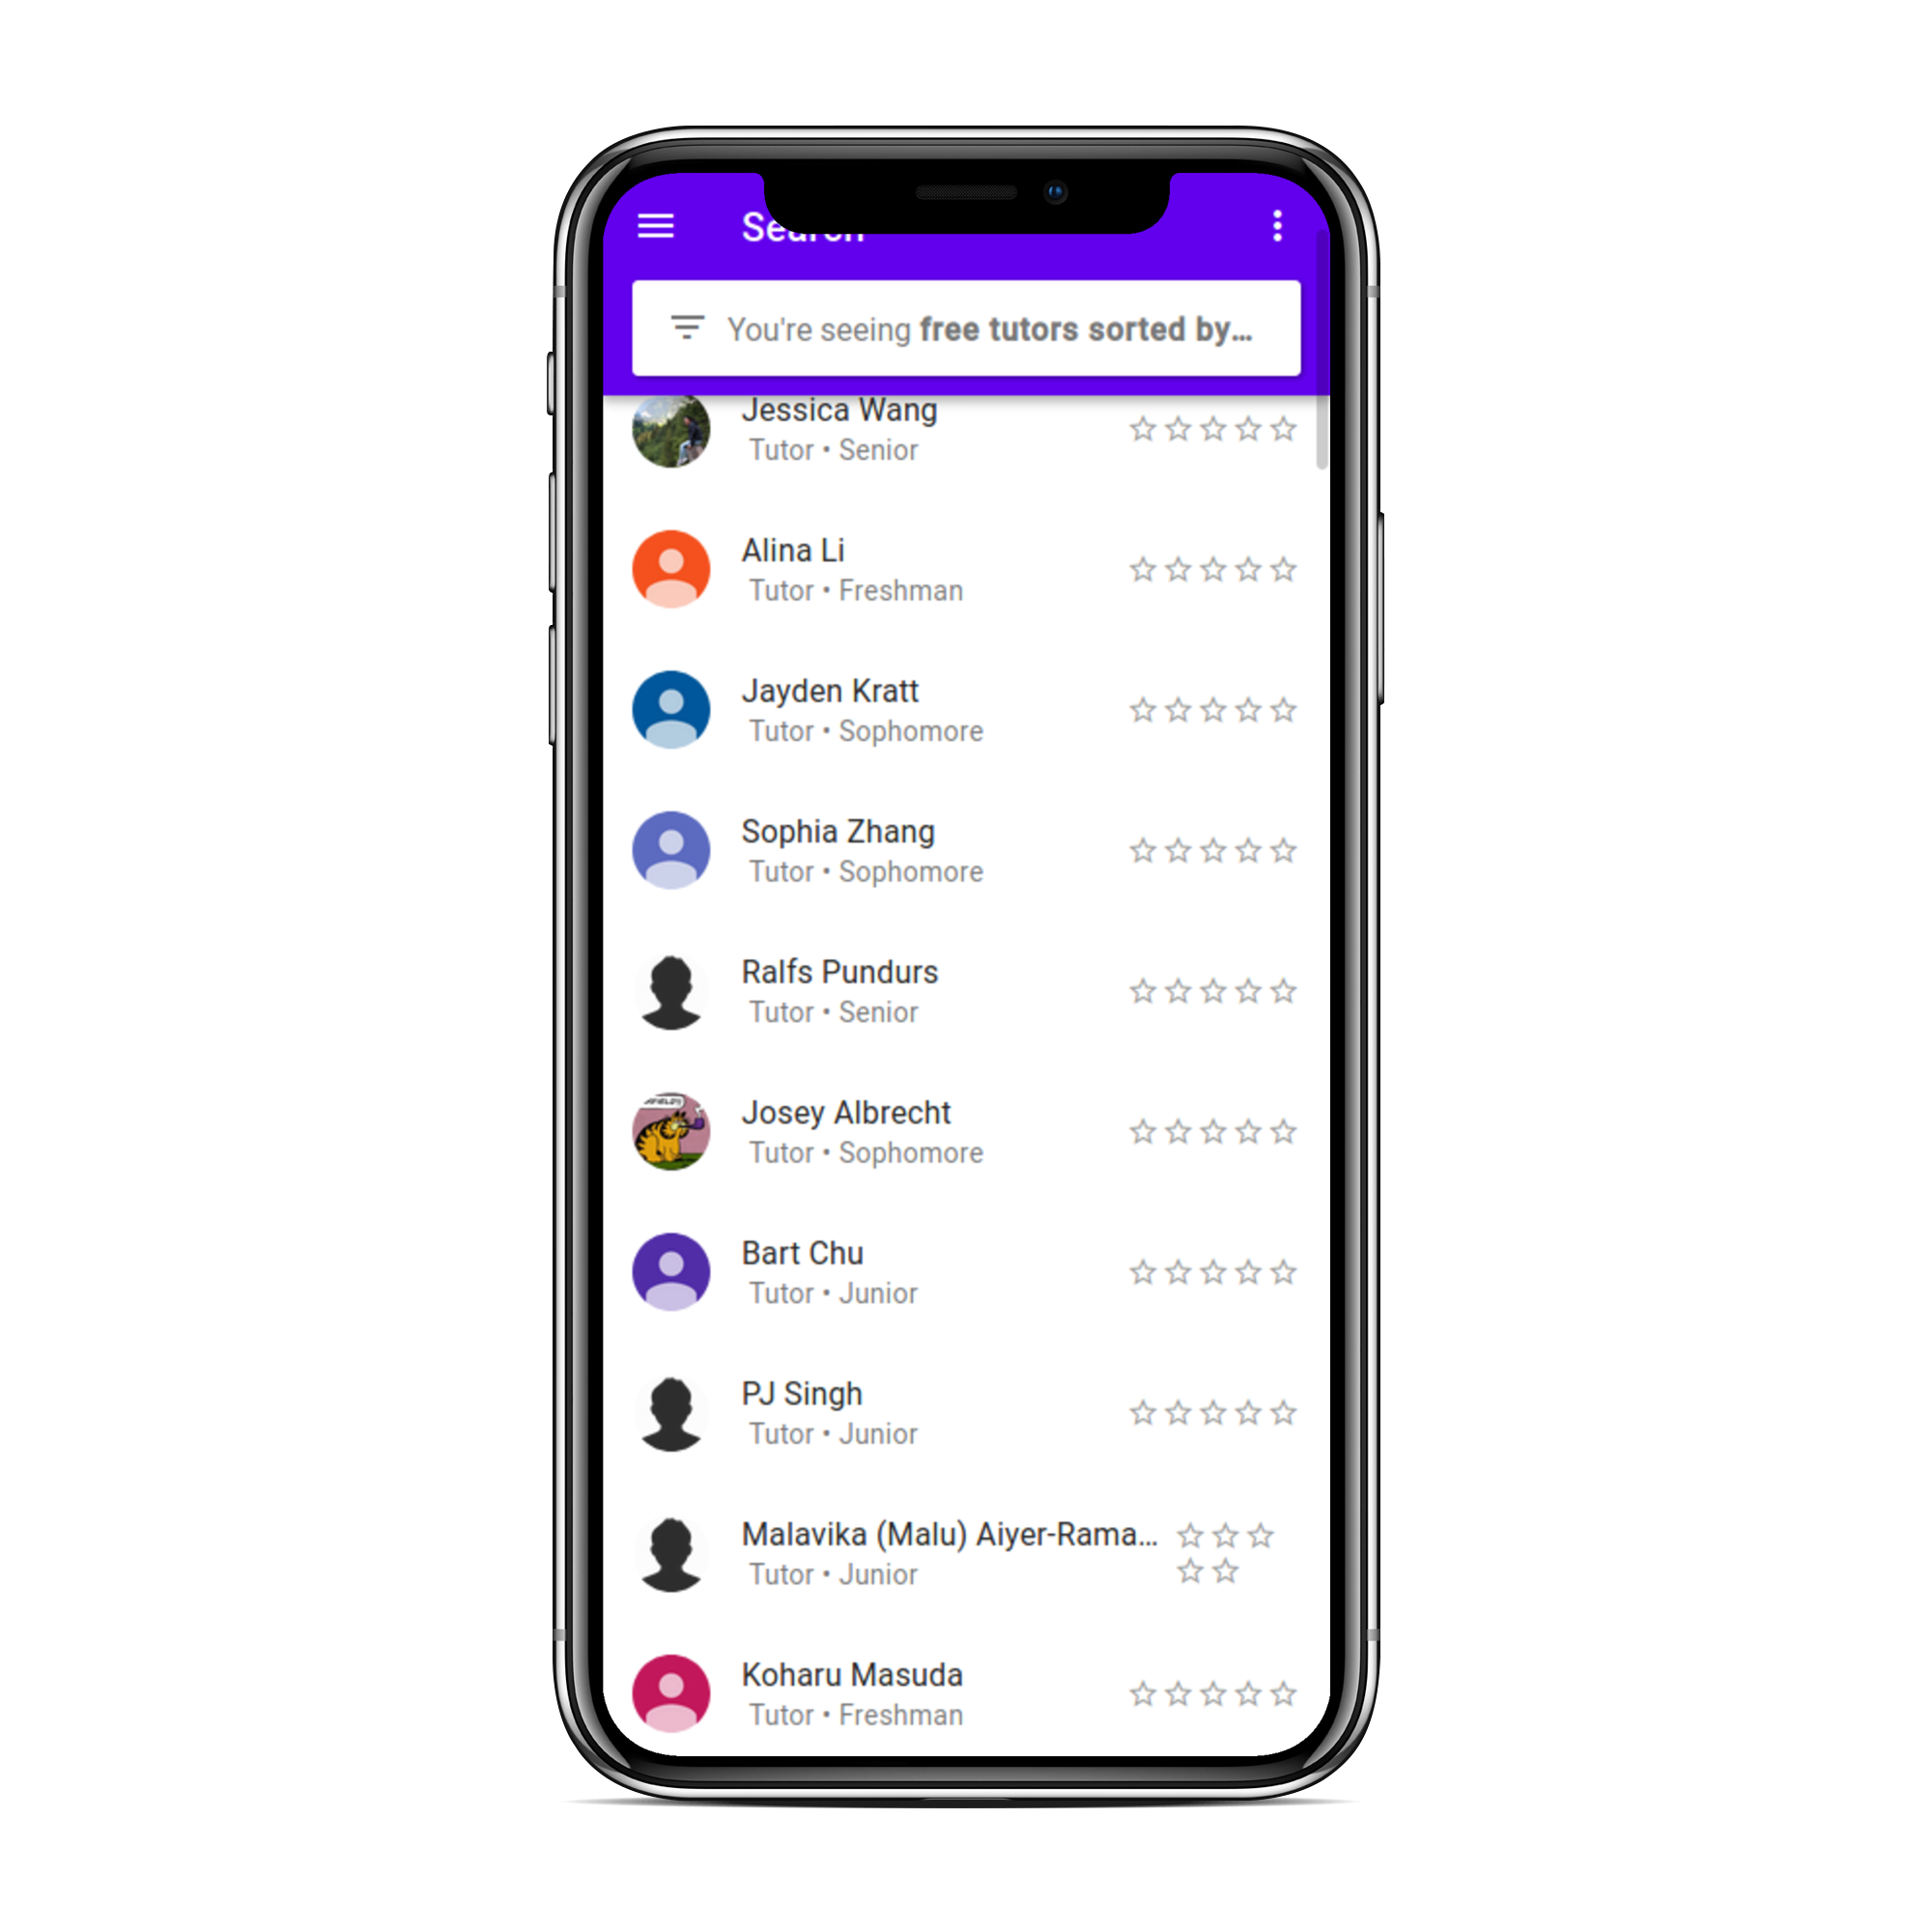 Search
You're seeing free tutors sorted by...
Jessica Wang
Tutor • Senior
Alina Li
Tutor • Freshman
Jayden Kratt
Tutor • Sophomore
Sophia Zhang
Tutor • Sophomore
Ralfs Pundurs
Tutor • Senior
Josey Albrecht
Tutor • Sophomore
Bart Chu
Tutor • Junior
PJ Singh
Tutor • Junior
Malavika (Malu) Aiyer-Rama...
Tutor • Junior
Koharu Masuda
Tutor • Freshman